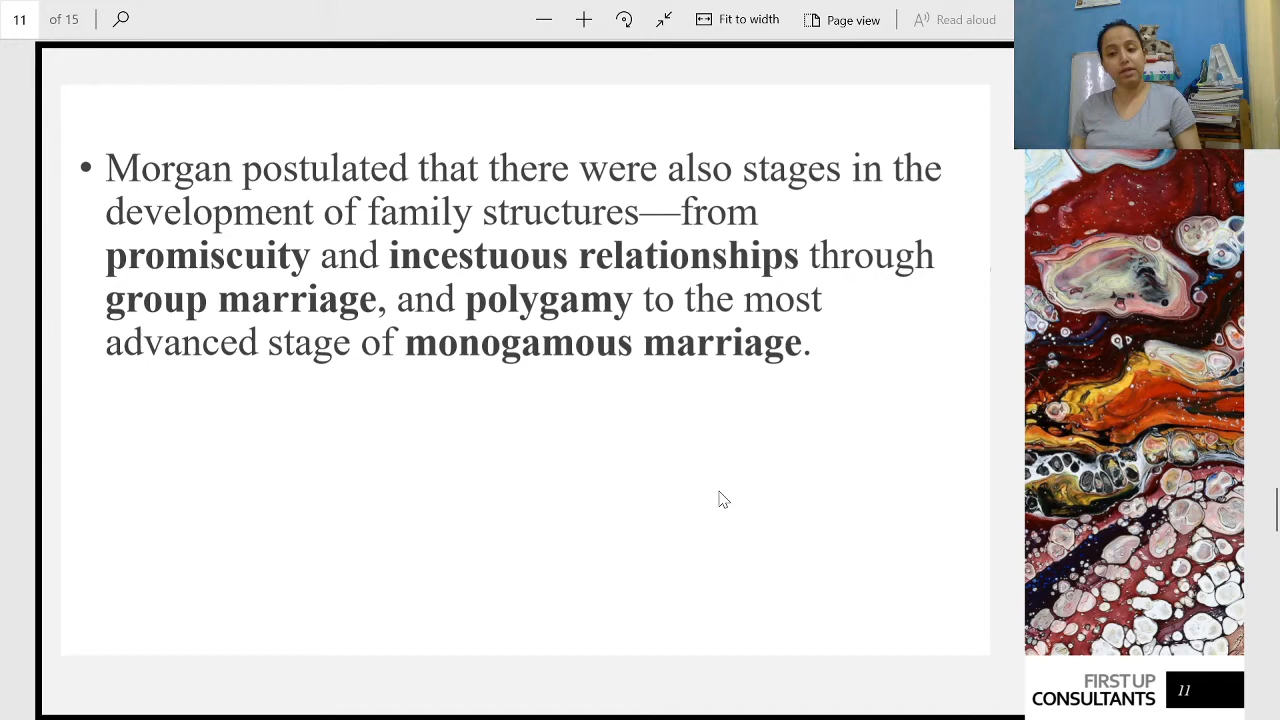 11 of 15 Fit to width Page view Read aloud
• Morgan postulated that there were also stages in the
development of family structures—from
promiscuity and incestuous relationships through
group marriage, and polygamy to the most
advanced stage of monogamous marriage.
FIRST UP
CONSULTANTS
11